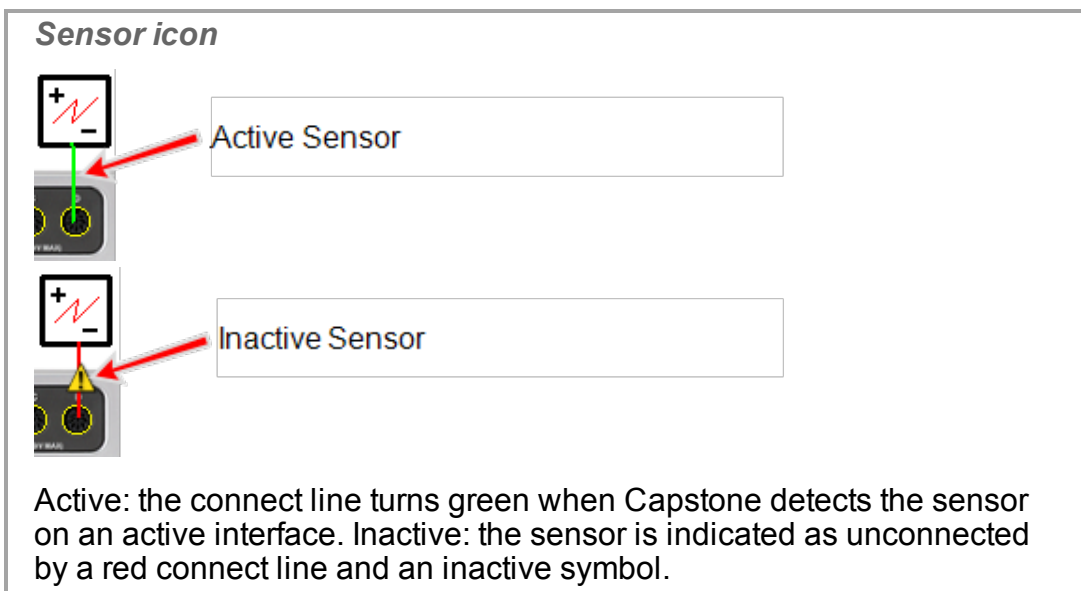 Sensor icon
Active Sensor
Inactive Sensor
Active: the connect line turns green when Capstone detects the sensor
on an active interface. Inactive: the sensor is indicated as unconnected
by a red connect line and an inactive symbol.